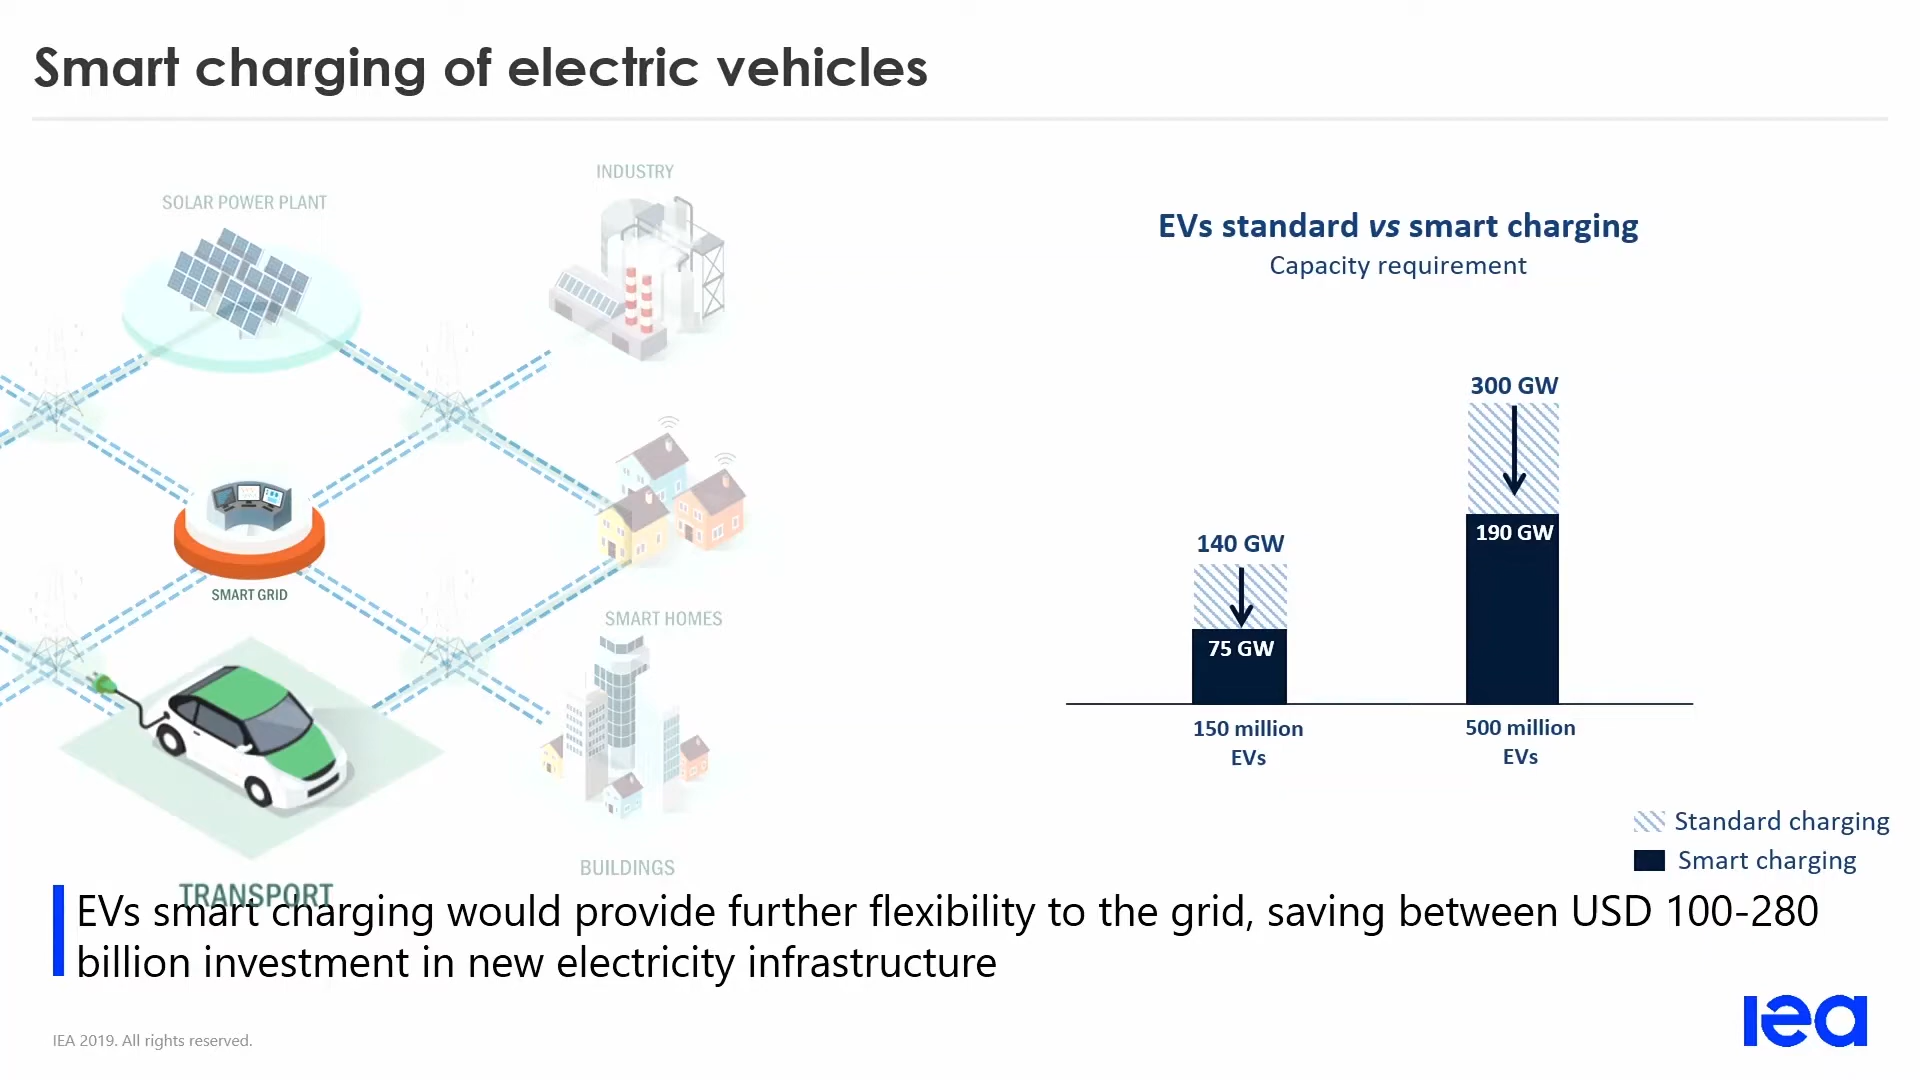 Smart charging of electric vehicles
INDUSTRY
SOLAR POWER PLANT
SMART GRID
SMART HOMES
BUILDINGS
TRANSPORT
EVs standard vs smart charging
Capacity requirement
300 GW
190 GW
140 GW
75 GW
150 million
EVs
500 million
EVs
Standard charging
Smart charging
EVs smart charging would provide further flexibility to the grid, saving between USD 100-280
billion investment in new electricity infrastructure
IEA 2019. All rights reserved.
iea